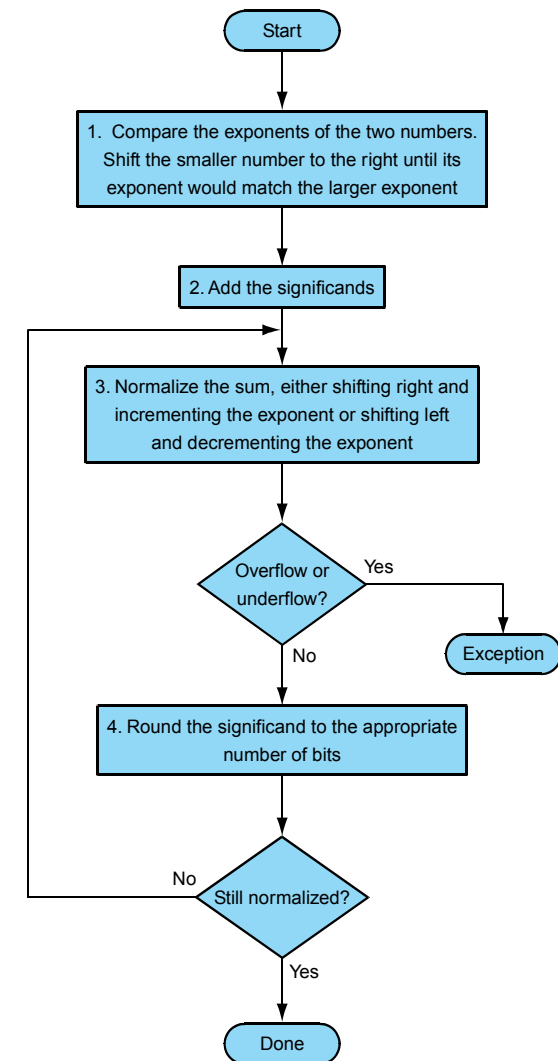 Start
1. Compare the exponents of the two numbers.
Shift the smaller number to the right until its
exponent would match the larger exponent
2. Add the significands
3. Normalize the sum, either shifting right and
incrementing the exponent or shifting left
and decrementing the exponent
Overflow or
underflow?
Yes
Exception
No
4. Round the significand to the appropriate
number of bits
Still normalized?
No
Yes
Done